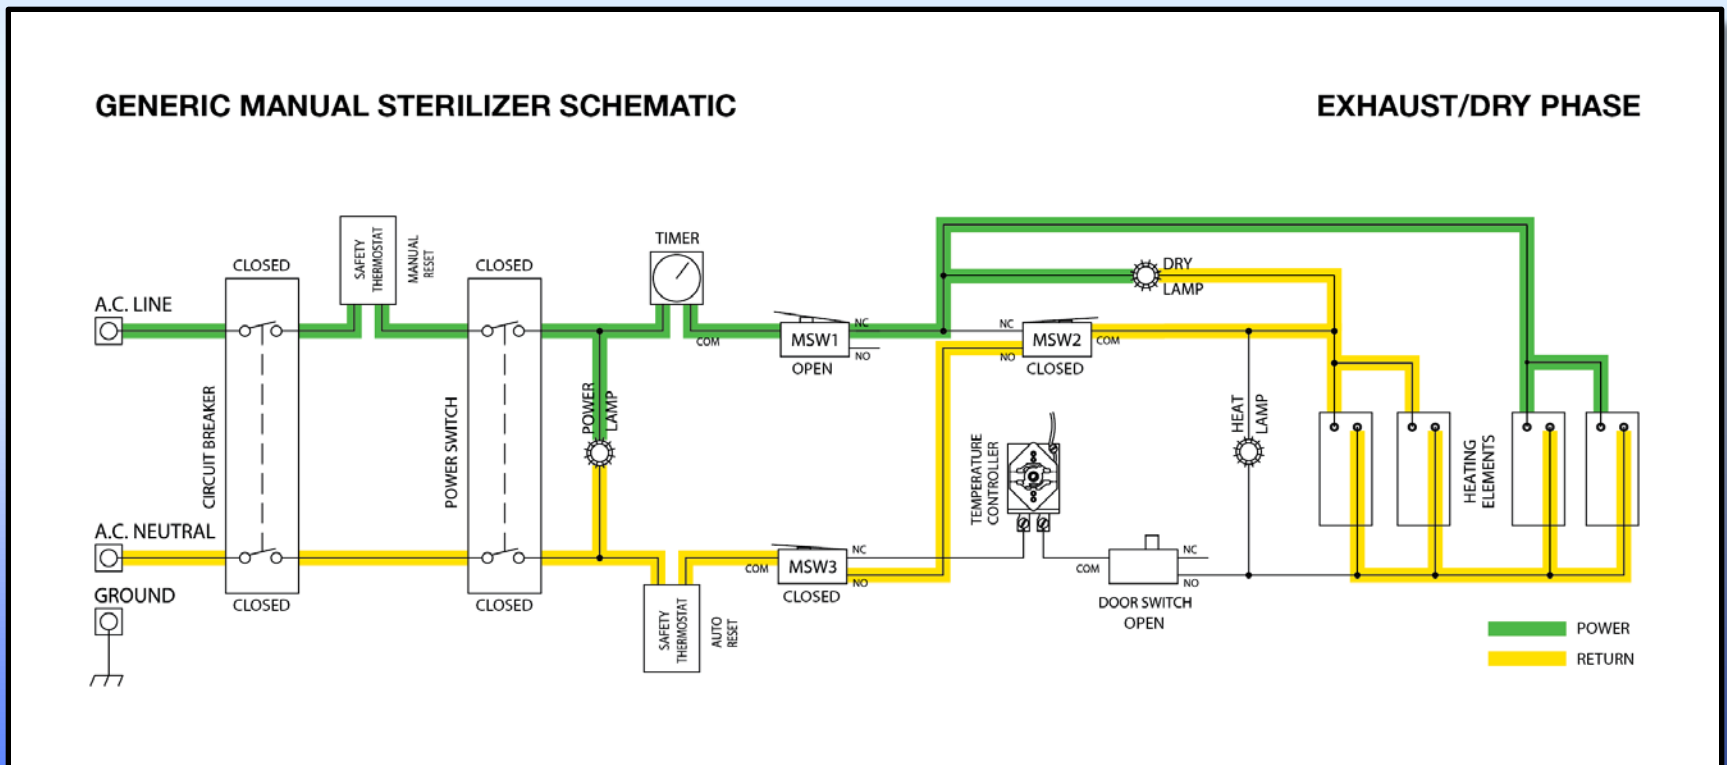 GENERIC MANUAL STERILIZER SCHEMATIC
EXHAUST/DRY PHASE
CLOSED
SAFETY
THERMOSTAT
MANUAL
RESET
CLOSED
TIMER
DRY
LAMP
A.C. LINE
COM
NC
MSW1
NO
OPEN
NC
MSW2
NO
COM
CLOSED
CIRCUIT BREAKER
POWER SWITCH
POWER
LAMP
HEAT
LAMP
TEMPERATURE
CONTROLLER
HEATING
ELEMENTS
A.C. NEUTRAL
GROUND
CLOSED
CLOSED
SAFETY
THERMOSTAT
AUTO
RESET
COM
NC
MSW3
NO
CLOSED
COM
NC
NO
DOOR SWITCH
OPEN
POWER
RETURN